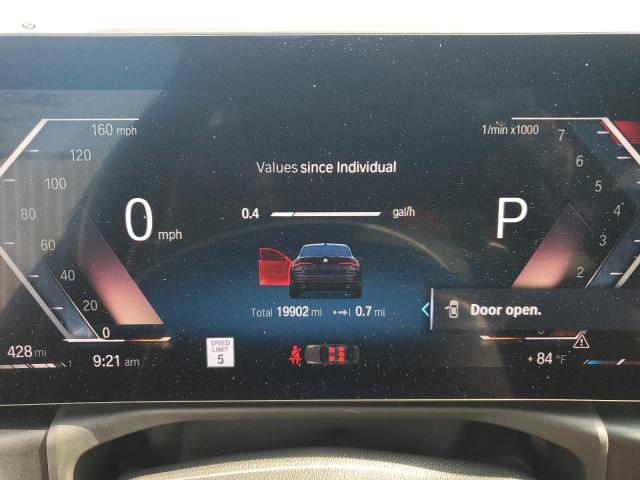 160 mph
120
100
80
60
40
20
0
0 mph
Values since Individual
0.4 gal/h
Total 19902 mi 0.7 mi
1/min x1000
7
6
5
4
3
2
0
P
Door open.
428 mi
9:21 am
SPEED
LIMIT
5
+ 84 °F